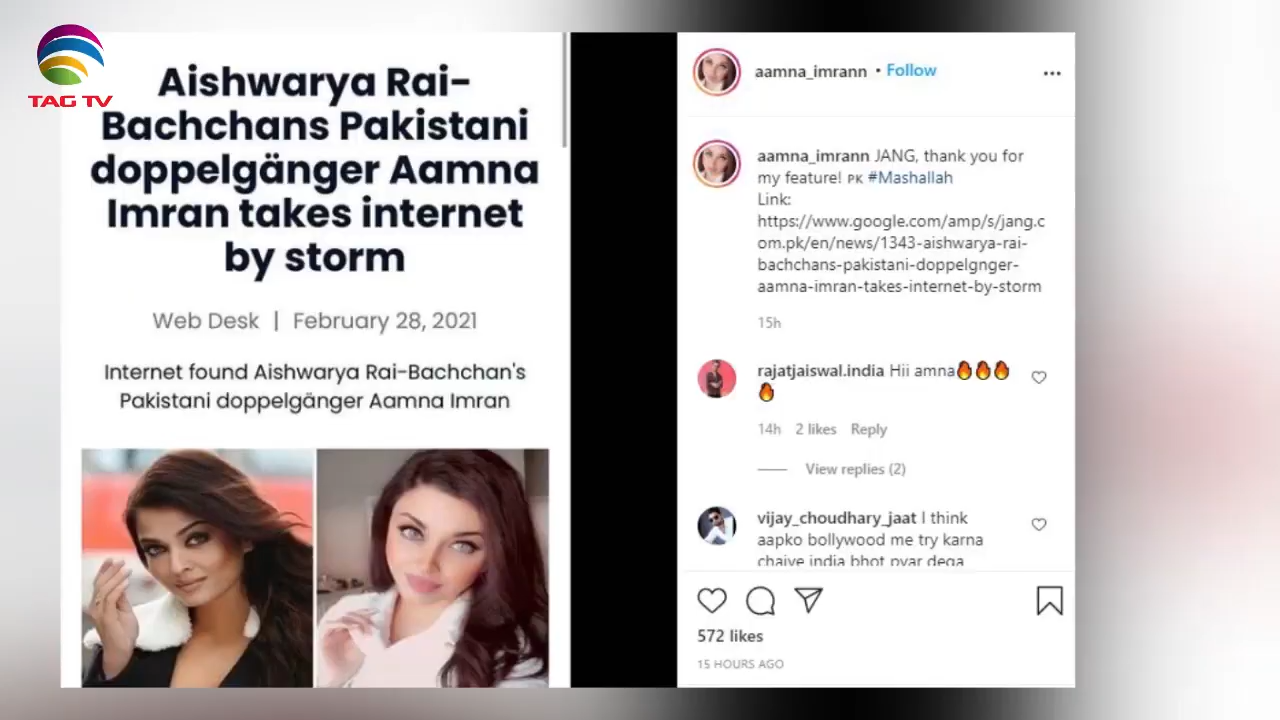 TAG TV
Aishwarya Rai-
Bachchans Pakistani
doppelgänger Aamna
Imran takes internet
by storm
Web Desk | February 28, 2021
Internet found Aishwarya Rai-Bachchan's
Pakistani doppelgänger Aamna Imran
aamna_imrann • Follow
aamna_imrann JANG, thank you for
my feature! PK #Mashallah
Link:
https://www.google.com/amp/s/jang.c
om.pk/en/news/1343-aishwarya-rai-
bachchans-pakistani-doppelgnger-
aamna-imran-takes-internet-by-storm
15h
rajatjaiswal.india Hii amna🔥🔥🔥
🔥
14h 2 likes Reply
View replies (2)
vijay_choudhary_jaat I think
aapko bollywood me try karna
chaiye india bhot pyar dega
572 likes
15 HOURS AGO